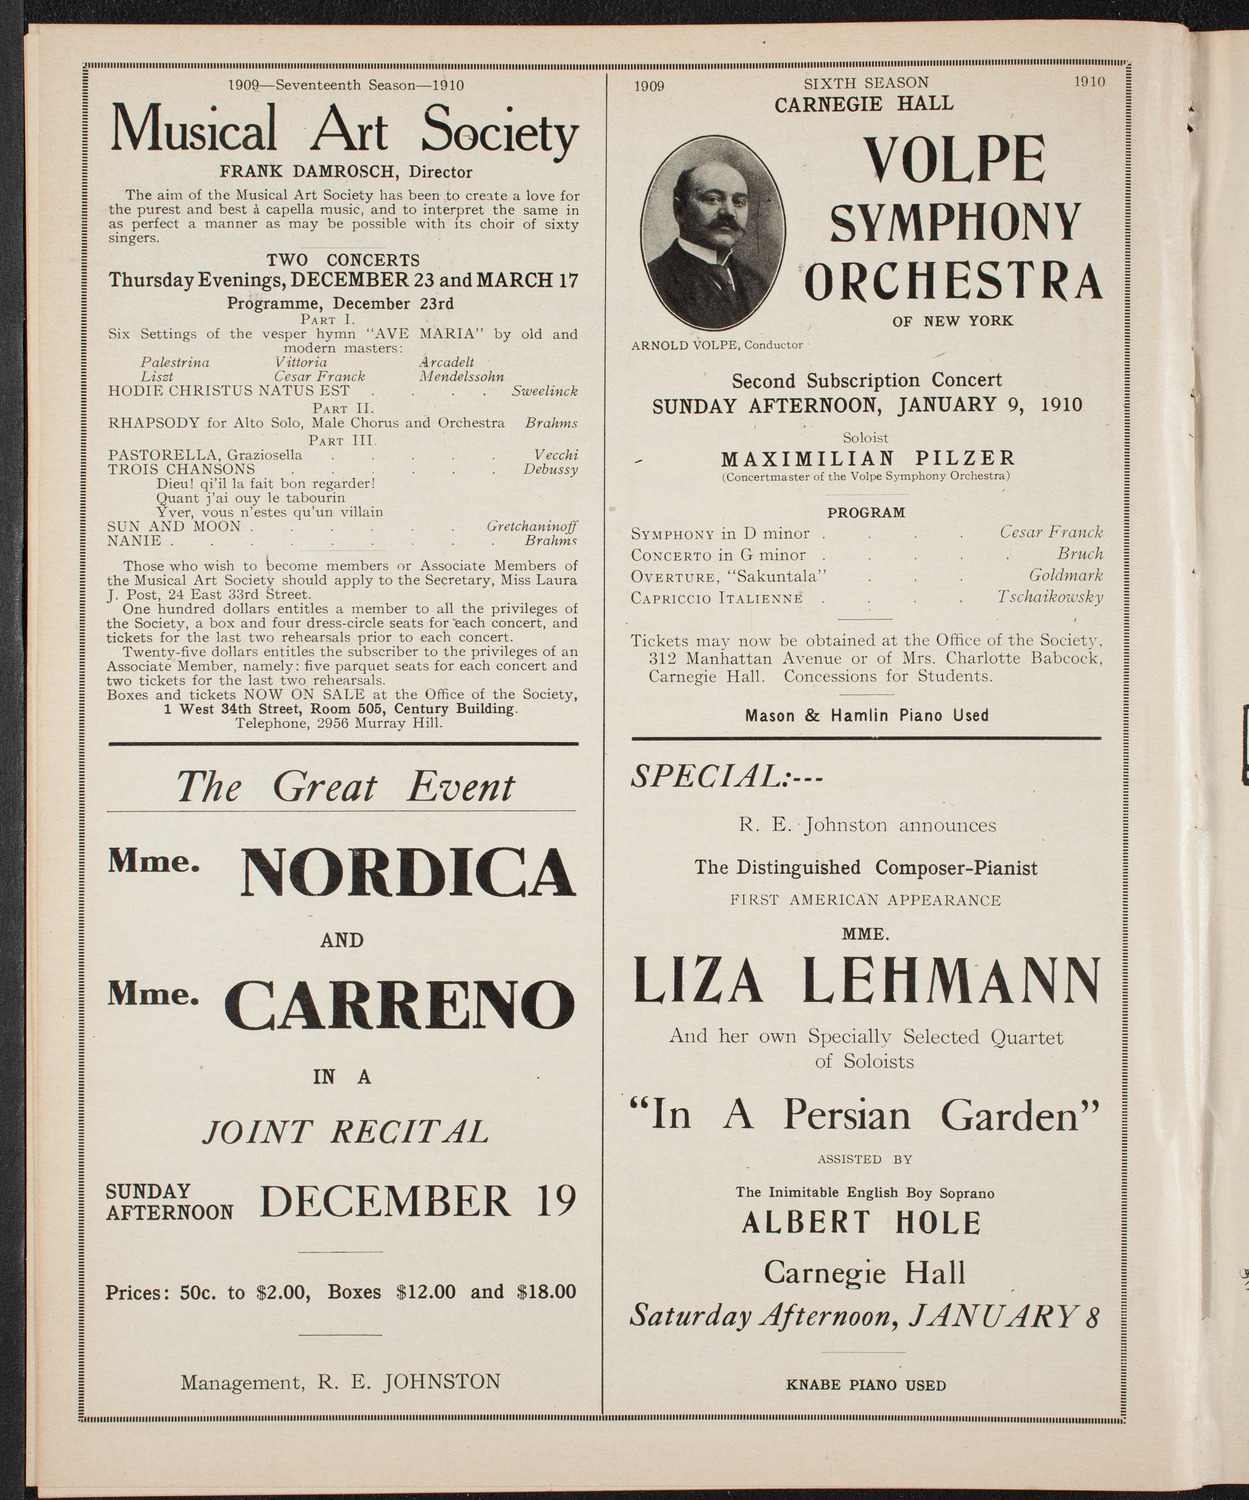 1909—Seventeenth Season—1910
Musical Art Society
FRANK DAMROSCH, Director
The aim of the Musical Art Society has been to create a love for
the purest and best à capella music, and to interpret the same in
as perfect a manner as may be possible with its choir of sixty
singers.
TWO CONCERTS
Thursday Evenings, DECEMBER 23 and MARCH 17
Programme, December 23rd
PART I.
Six Settings of the vesper hymn “AVE MARIA” by old and
modern masters:
Palestrina Vittoria Arcadelt
Liszt Cesar Franck Mendelssohn
HODIE CHRISTUS NATUS EST . . . . Sweelinck
PART II.
RHAPSODY for Alto Solo, Male Chorus and Orchestra Brahms
PART III.
PASTORELLA, Graziosella . . . . . Vecchi
TROIS CHANSONS . . . . . . Debussy
Dieu! qi'il la fait bon regarder!
Quant j'ai ouy le tabourin
Yver, vous n'estes qu'un villain
SUN AND MOON . . . . . . Gretchaninoff
NANIE . . . . . . . . Brahms
Those who wish to become members or Associate Members of
the Musical Art Society should apply to the Secretary, Miss Laura
J. Post, 24 East 33rd Street.
One hundred dollars entitles a member to all the privileges of
the Society, a box and four dress-circle seats for each concert, and
tickets for the last two rehearsals prior to each concert.
Twenty-five dollars entitles the subscriber to the privileges of an
Associate Member, namely: five parquet seats for each concert and
two tickets for the last two rehearsals.
Boxes and tickets NOW ON SALE at the Office of the Society,
1 West 34th Street, Room 505, Century Building.
Telephone, 2956 Murray Hill.
The Great Event
Mme. NORDICA
AND
Mme. CARRENO
IN A
JOINT RECITAL
SUNDAY
AFTERNOON DECEMBER 19
Prices: 50c. to $2.00, Boxes $12.00 and $18.00
Management, R. E. JOHNSTON
1909 SIXTH SEASON 1910
CARNEGIE HALL
VOLPE
SYMPHONY
ORCHESTRA
OF NEW YORK
ARNOLD VOLPE, Conductor
Second Subscription Concert
SUNDAY AFTERNOON, JANUARY 9, 1910
Soloist
MAXIMILIAN PILZER
(Concertmaster of the Volpe Symphony Orchestra)
PROGRAM
SYMPHONY in D minor . . . . Cesar Franck
CONCERTO in G minor . . . . . Bruch
OVERTURE, “Sakuntala” . . . Goldmark
CAPRICCIO ITALIENNE . . . . Tschaikowsky
Tickets may now be obtained at the Office of the Society,
312 Manhattan Avenue or of Mrs. Charlotte Babcock,
Carnegie Hall. Concessions for Students.
Mason & Hamlin Piano Used
SPECIAL:---
R. E. Johnston announces
The Distinguished Composer-Pianist
FIRST AMERICAN APPEARANCE
MME.
LIZA LEHMANN
And her own Specially Selected Quartet
of Soloists
“In A Persian Garden”
ASSISTED BY
The Inimitable English Boy Soprano
ALBERT HOLE
Carnegie Hall
Saturday Afternoon, JANUARY 8
KNABE PIANO USED